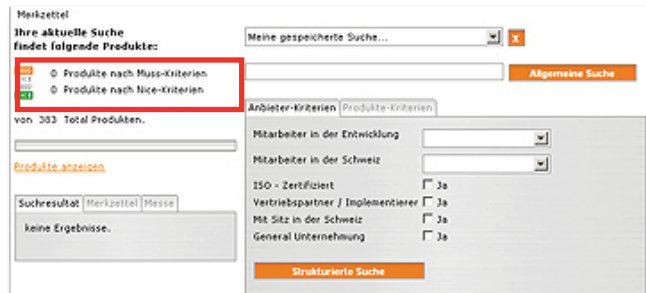 Merkzettel
Ihre aktuelle Suche
findet folgende Produkte:
0 Produkte nach Muss-Kriterien
0 Produkte nach Nice-Kriterien
von 383 Total Produkten.
Produkte anzeigen
Suchresultat Merkzettel Messe
keine Ergebnisse.
Meine gespeicherte Suche... x
Allgemeine Suche
Anbieter-Kriterien Produkte-Kriterien
Mitarbeiter in der Entwicklung
Mitarbeiter in der Schweiz
ISO - Zertifiziert Ja
Vertriebspartner / Implementierer Ja
Mit Sitz in der Schweiz Ja
General Unternehmung Ja
Strukturierte Suche